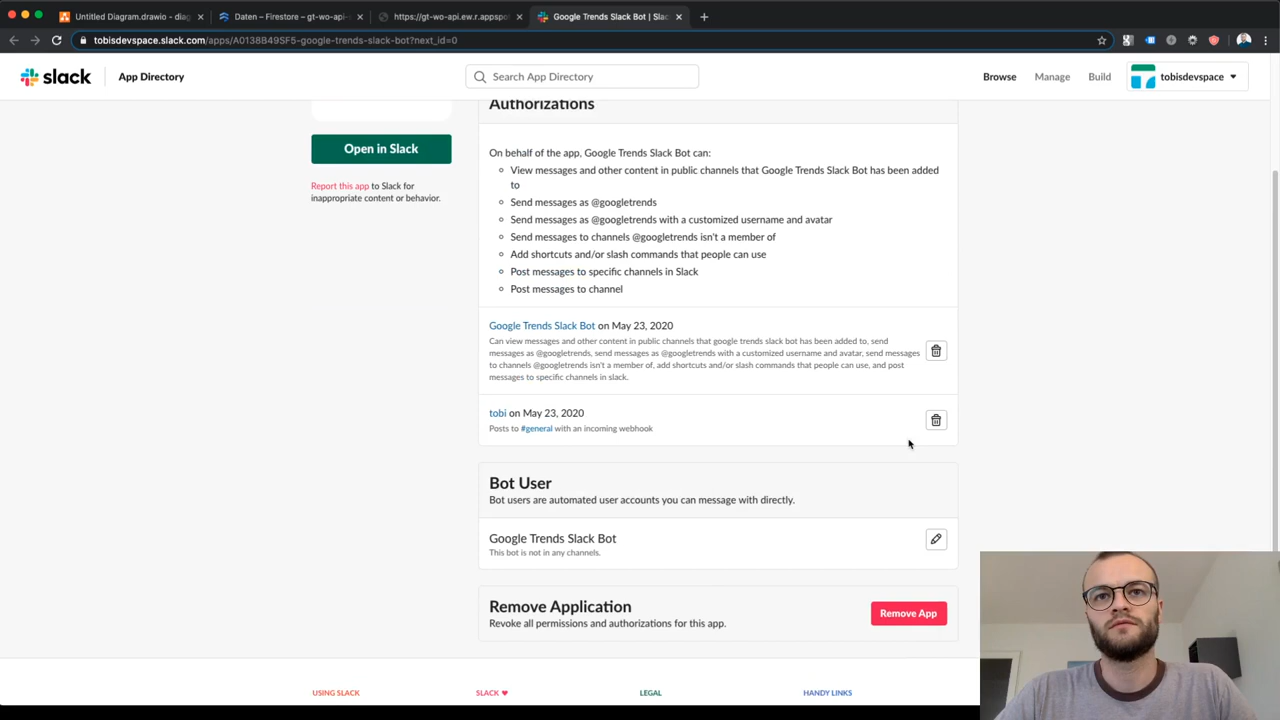 Untitled Diagram.drawio - diag
Daten – Firestore – gt-wo-api-
https://gt-wo-api.ew.r.appspot
Google Trends Slack Bot | Slac
tobisdevspace.slack.com/apps/A0138B49SF5-google-trends-slack-bot?next_id=0
slack
App Directory
Search App Directory
Browse
Manage
Build
tobisdevspace
Authorizations
Open in Slack
Report this app to Slack for
inappropriate content or behavior.
On behalf of the app, Google Trends Slack Bot can:
View messages and other content in public channels that Google Trends Slack Bot has been added
to
Send messages as @googletrends
Send messages as @googletrends with a customized username and avatar
Send messages to channels @googletrends isn't a member of
Add shortcuts and/or slash commands that people can use
Post messages to specific channels in Slack
Post messages to channel
Google Trends Slack Bot on May 23, 2020
Can view messages and other content in public channels that google trends slack bot has been added to, send
messages as @googletrends, send messages as @googletrends with a customized username and avatar, send messages
to channels @googletrends isn't a member of, add shortcuts and/or slash commands that people can use, and post
messages to specific channels in slack.
tobi on May 23, 2020
Posts to #general with an incoming webhook
Bot User
Bot users are automated user accounts you can message with directly.
Google Trends Slack Bot
This bot is not in any channels.
Remove Application
Revoke all permissions and authorizations for this app.
Remove App
USING SLACK
SLACK ♥
LEGAL
HANDY LINKS